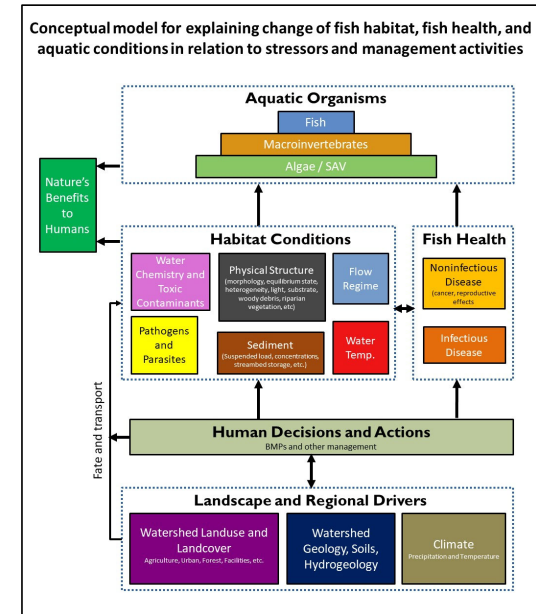 Conceptual model for explaining change of fish habitat, fish health, and
aquatic conditions in relation to stressors and management activities
Aquatic Organisms
Fish
Macroinvertebrates
Algae / SAV
Nature's
Benefits
to
Humans
Habitat Conditions
Water
Chemistry and
Toxic
Contaminants
Physical Structure
(morphology, equilibrium state,
heterogeneity, light, substrate,
woody debris, riparian
vegetation, etc)
Flow
Regime
Pathogens
and
Parasites
Sediment
(Suspended load, concentrations,
streambed storage, etc.)
Water
Temp.
Fish Health
Noninfectious
Disease
(cancer, reproductive
effects)
Infectious
Disease
Fate and transport
Human Decisions and Actions
BMPs and other management
Landscape and Regional Drivers
Watershed Landuse and
Landcover
Agriculture, Urban, Forest, Facilities, etc.
Watershed
Geology, Soils,
Hydrogeology
Climate
Precipitation and Temperature